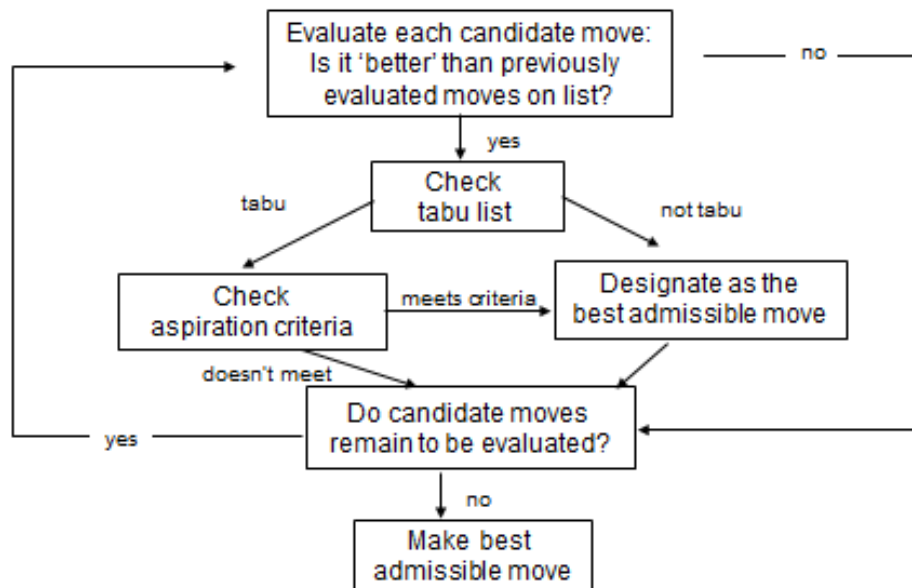 Evaluate each candidate move:
Is it ‘better’ than previously
evaluated moves on list?
no
yes
Check
tabu list
tabu
not tabu
Check
aspiration criteria
meets criteria
Designate as the
best admissible move
doesn't meet
Do candidate moves
remain to be evaluated?
yes
no
Make best
admissible move